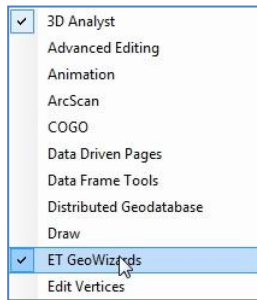 3D Analyst
Advanced Editing
Animation
ArcScan
COGO
Data Driven Pages
Data Frame Tools
Distributed Geodatabase
Draw
ET GeoWizards
Edit Vertices